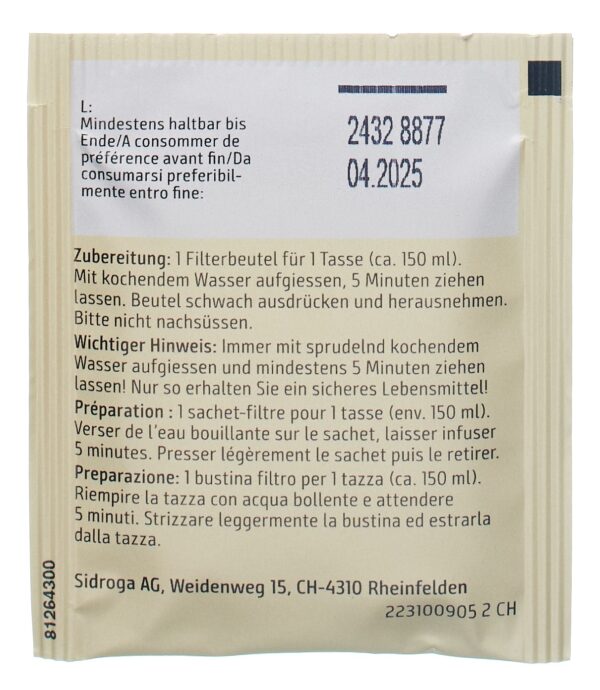 L:
Mindestens haltbar bis
Ende/A consommer de
préférence avant fin/Da
consumarsi preferibil-
mente entro fine:
2432 8877
04.2025
Zubereitung: 1 Filterbeutel für 1 Tasse (ca. 150 ml).
Mit kochendem Wasser aufgiessen, 5 Minuten ziehen
lassen. Beutel schwach ausdrücken und herausnehmen.
Bitte nicht nachsüssen.
Wichtiger Hinweis: Immer mit sprudelnd kochendem
Wasser aufgiessen und mindestens 5 Minuten ziehen
lassen! Nur so erhalten Sie ein sicheres Lebensmittel!
Préparation : 1 sachet-filtre pour 1 tasse (env. 150 ml).
Verser de l'eau bouillante sur le sachet, laisser infuser
5 minutes. Presser légèrement le sachet puis le retirer.
Preparazione: 1 bustina filtro per 1 tazza (ca. 150 ml).
Riempire la tazza con acqua bollente e attendere
5 minuti. Strizzare leggermente la bustina ed estrarla
dalla tazza.
Sidroga AG, Weidenweg 15, CH-4310 Rheinfelden
223100905 2 CH
81264300